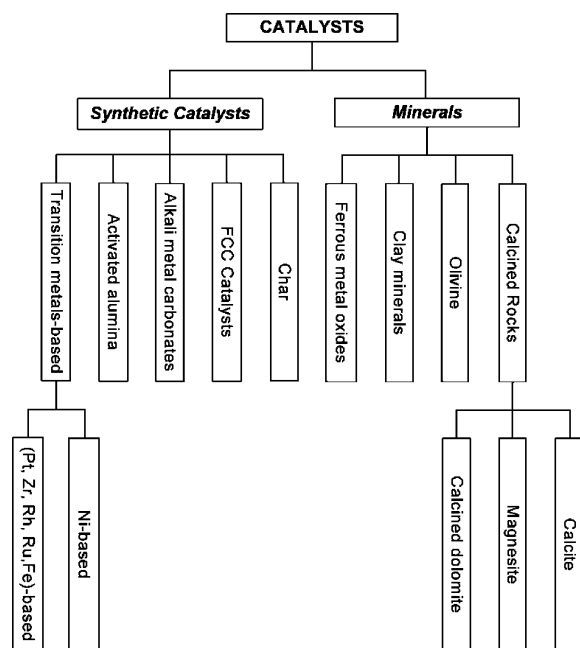 CATALYSTS
Synthetic Catalysts
Minerals
Transition metals-based
Activated alumina
Alkali metal carbonates
FCC Catalysts
Char
Ferrous metal oxides
Clay minerals
Olivine
Calcined Rocks
(Pt, Zr, Rh, Ru,Fe)-based
Ni-based
Calcined dolomite
Magnesite
Calcite